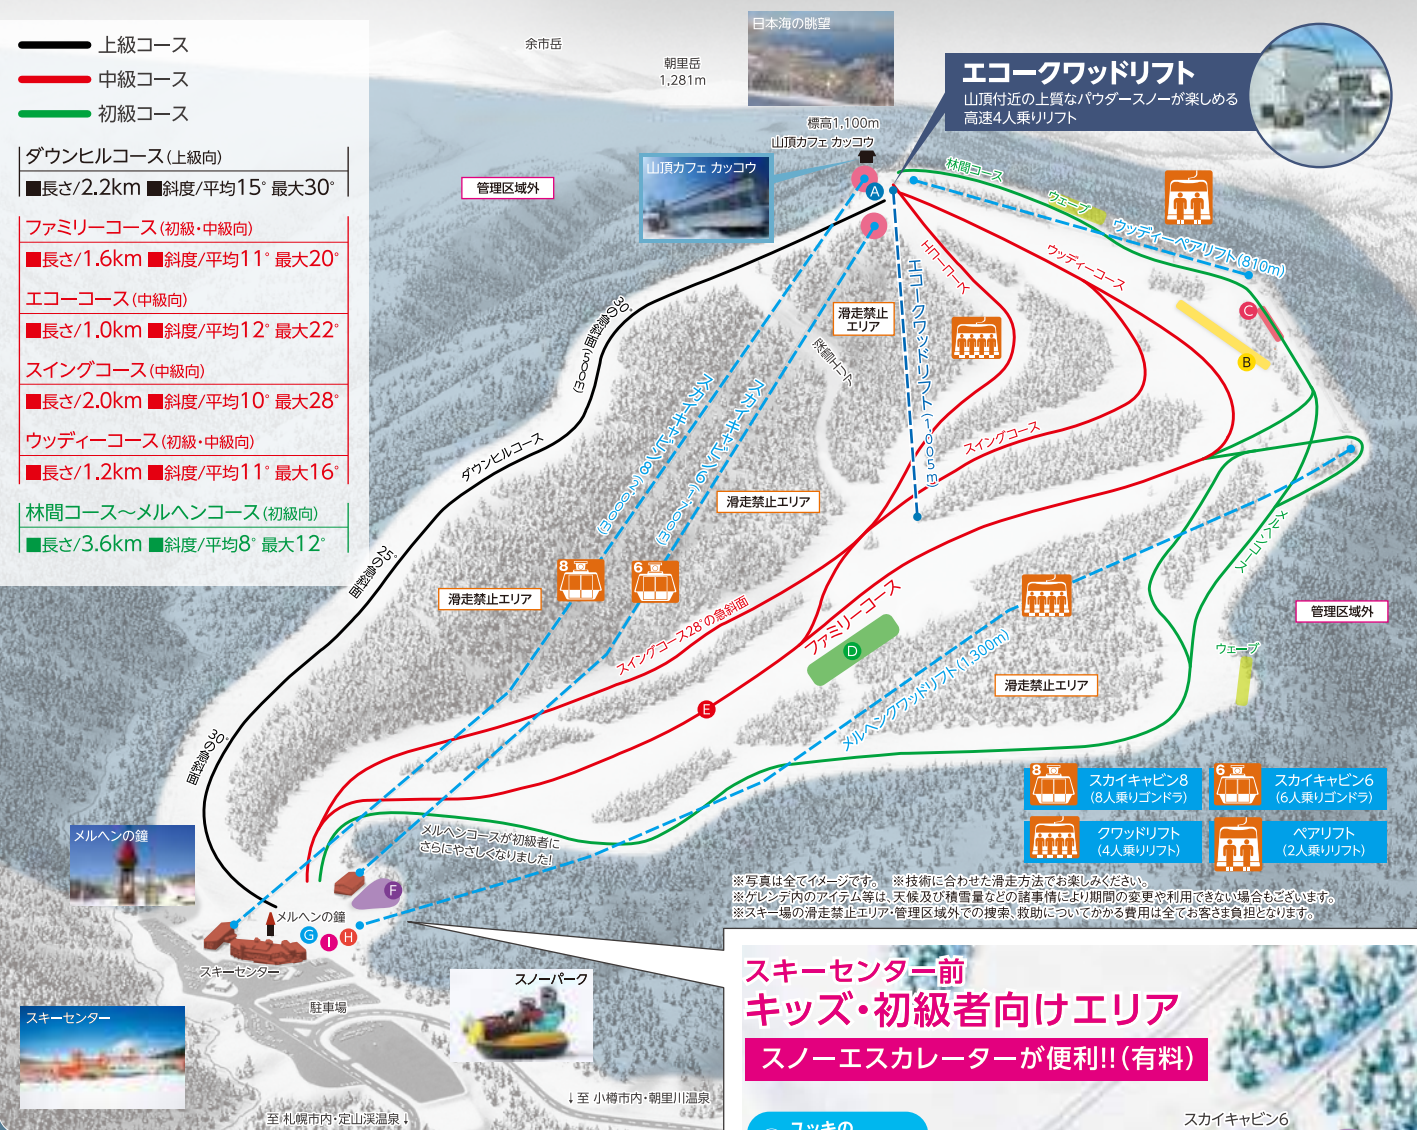 上級コース
中級コース
初級コース
ダウンヒルコース(上級向)
■長さ/2.2km ■斜度/平均15° 最大30°
ファミリーコース(初級・中級向)
■長さ/1.6km ■斜度/平均11° 最大20°
エコーコース(中級向)
■長さ/1.0km ■斜度/平均12° 最大22°
スイングコース(中級向)
■長さ/2.0km ■斜度/平均10° 最大28°
ウッディーコース(初級・中級向)
■長さ/1.2km ■斜度/平均11° 最大16°
林間コース〜メルヘンコース(初級向)
■長さ/3.6km ■斜度/平均8° 最大12°
余市岳
朝里岳
1,281m
日本海の眺望
標高1,100m
山頂カフェ カッコウ
山頂カフェ カッコウ
管理区域外
エコークワッドリフト
山頂付近の上質なパウダースノーが楽しめる
高速4人乗りリフト
A
林間コース
ウェーブ
ウッディーペアリフト(810m)
エコーコース
ウッディーコース
エコークワッドリフト(1005m)
滑走禁止
エリア
深雪エリア
C
B
30°の急斜面(500m)
ダウンヒルコース
スカイキャビン8(2,000m)
スカイキャビン6(1,700m)
スイングコース
滑走禁止エリア
メルヘンコース
25°の急斜面
8
6
滑走禁止エリア
スイングコース28°の急斜面
ファミリーコース
D
メルヘンクワッドリフト(1,300m)
滑走禁止エリア
管理区域外
ウェーブ
E
30°の急斜面
8
スカイキャビン8
(8人乗りゴンドラ)
6
スカイキャビン6
(6人乗りゴンドラ)
クワッドリフト
(4人乗りリフト)
ペアリフト
(2人乗りリフト)
メルヘンの鐘
メルヘンコースが初級者に
さらにやさしくなりました!
F
メルヘンの鐘
G
I
H
スキーセンター
※写真は全てイメージです。 ※技術に合わせた滑走方法でお楽しみください。
※ゲレンデ内のアイテム等は、天候及び積雪量などの諸事情により期間の変更や利用できない場合もございます。
※スキー場の滑走禁止エリア・管理区域外での捜索、救助についてかかる費用は全てお客さま負担となります。
スキーセンター
駐車場
スノーパーク
↓至 小樽市内・朝里川温泉
至 札幌市内・定山渓温泉↓
スキーセンター前
キッズ・初級者向けエリア
スノーエスカレーターが便利!!(有料)
ユッキの
スカイキャビン6